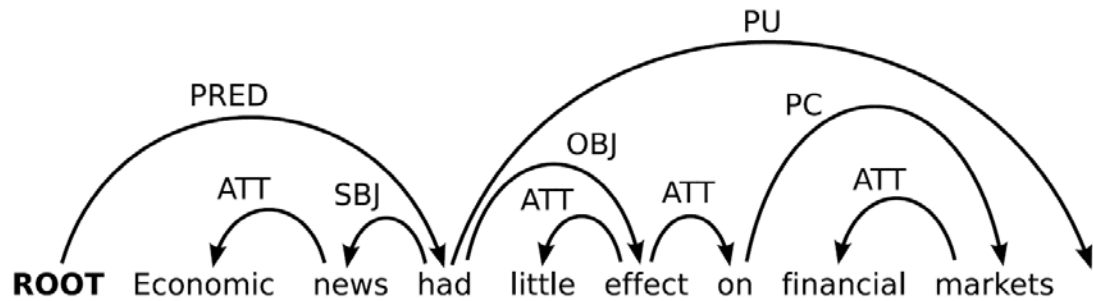 PU
PRED
PC
OBJ
ATT
SBJ
ATT
ATT
ATT
ROOT Economic news had little effect on financial markets